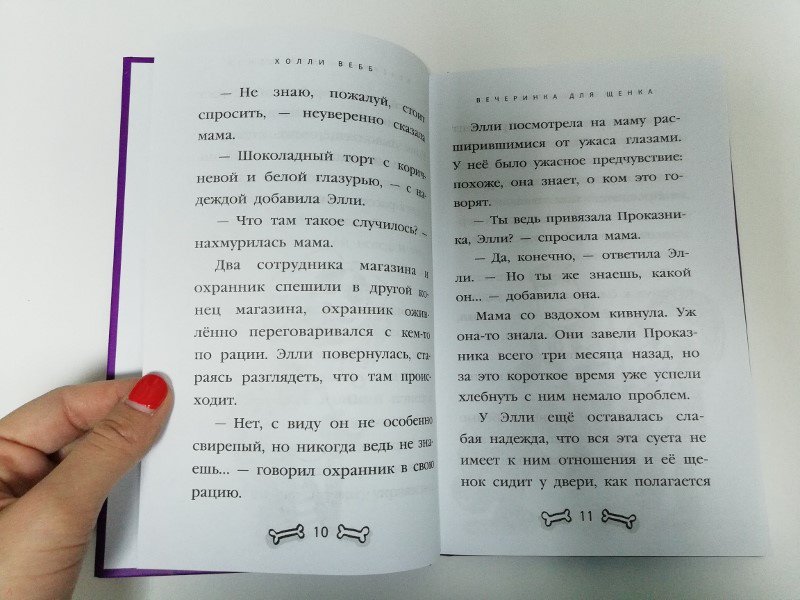 ХОЛЛИ ВЕББ
— Не знаю, пожалуй, стоит
спросить, — неуверенно сказала
мама.
— Шоколадный торт с корич-
невой и белой глазурью, — с на-
деждой добавила Элли.
— Что там такое случилось? —
нахмурилась мама.
Два сотрудника магазина и
охранник спешили в другой ко-
нец магазина, охранник ожив-
лённо переговаривался с кем-то
по рации. Элли повернулась, ста-
раясь разглядеть, что там проис-
ходит.
— Нет, с виду он не особенно
свирепый, но никогда ведь не зна-
ешь... — говорил охранник в свою
рацию.
10
ВЕЧЕРИНКА ДЛЯ ЩЕНКА
Элли посмотрела на маму рас-
ширившимися от ужаса глазами.
У неё было ужасное предчувствие:
похоже, она знает, о ком это го-
ворят.
— Ты ведь привязала Проказни-
ка, Элли? — спросила мама.
— Да, конечно, — ответила Эл-
ли. — Но ты же знаешь, какой
он... — добавила она.
Мама со вздохом кивнула. Уж
она-то знала. Они завели Проказ-
ника всего три месяца назад, но
за это короткое время уже успели
хлебнуть с ним немало проблем.
У Элли ещё оставалась сла-
бая надежда, что вся эта суета не
имеет к ним отношения и её ще-
нок сидит у двери, как полагается
11